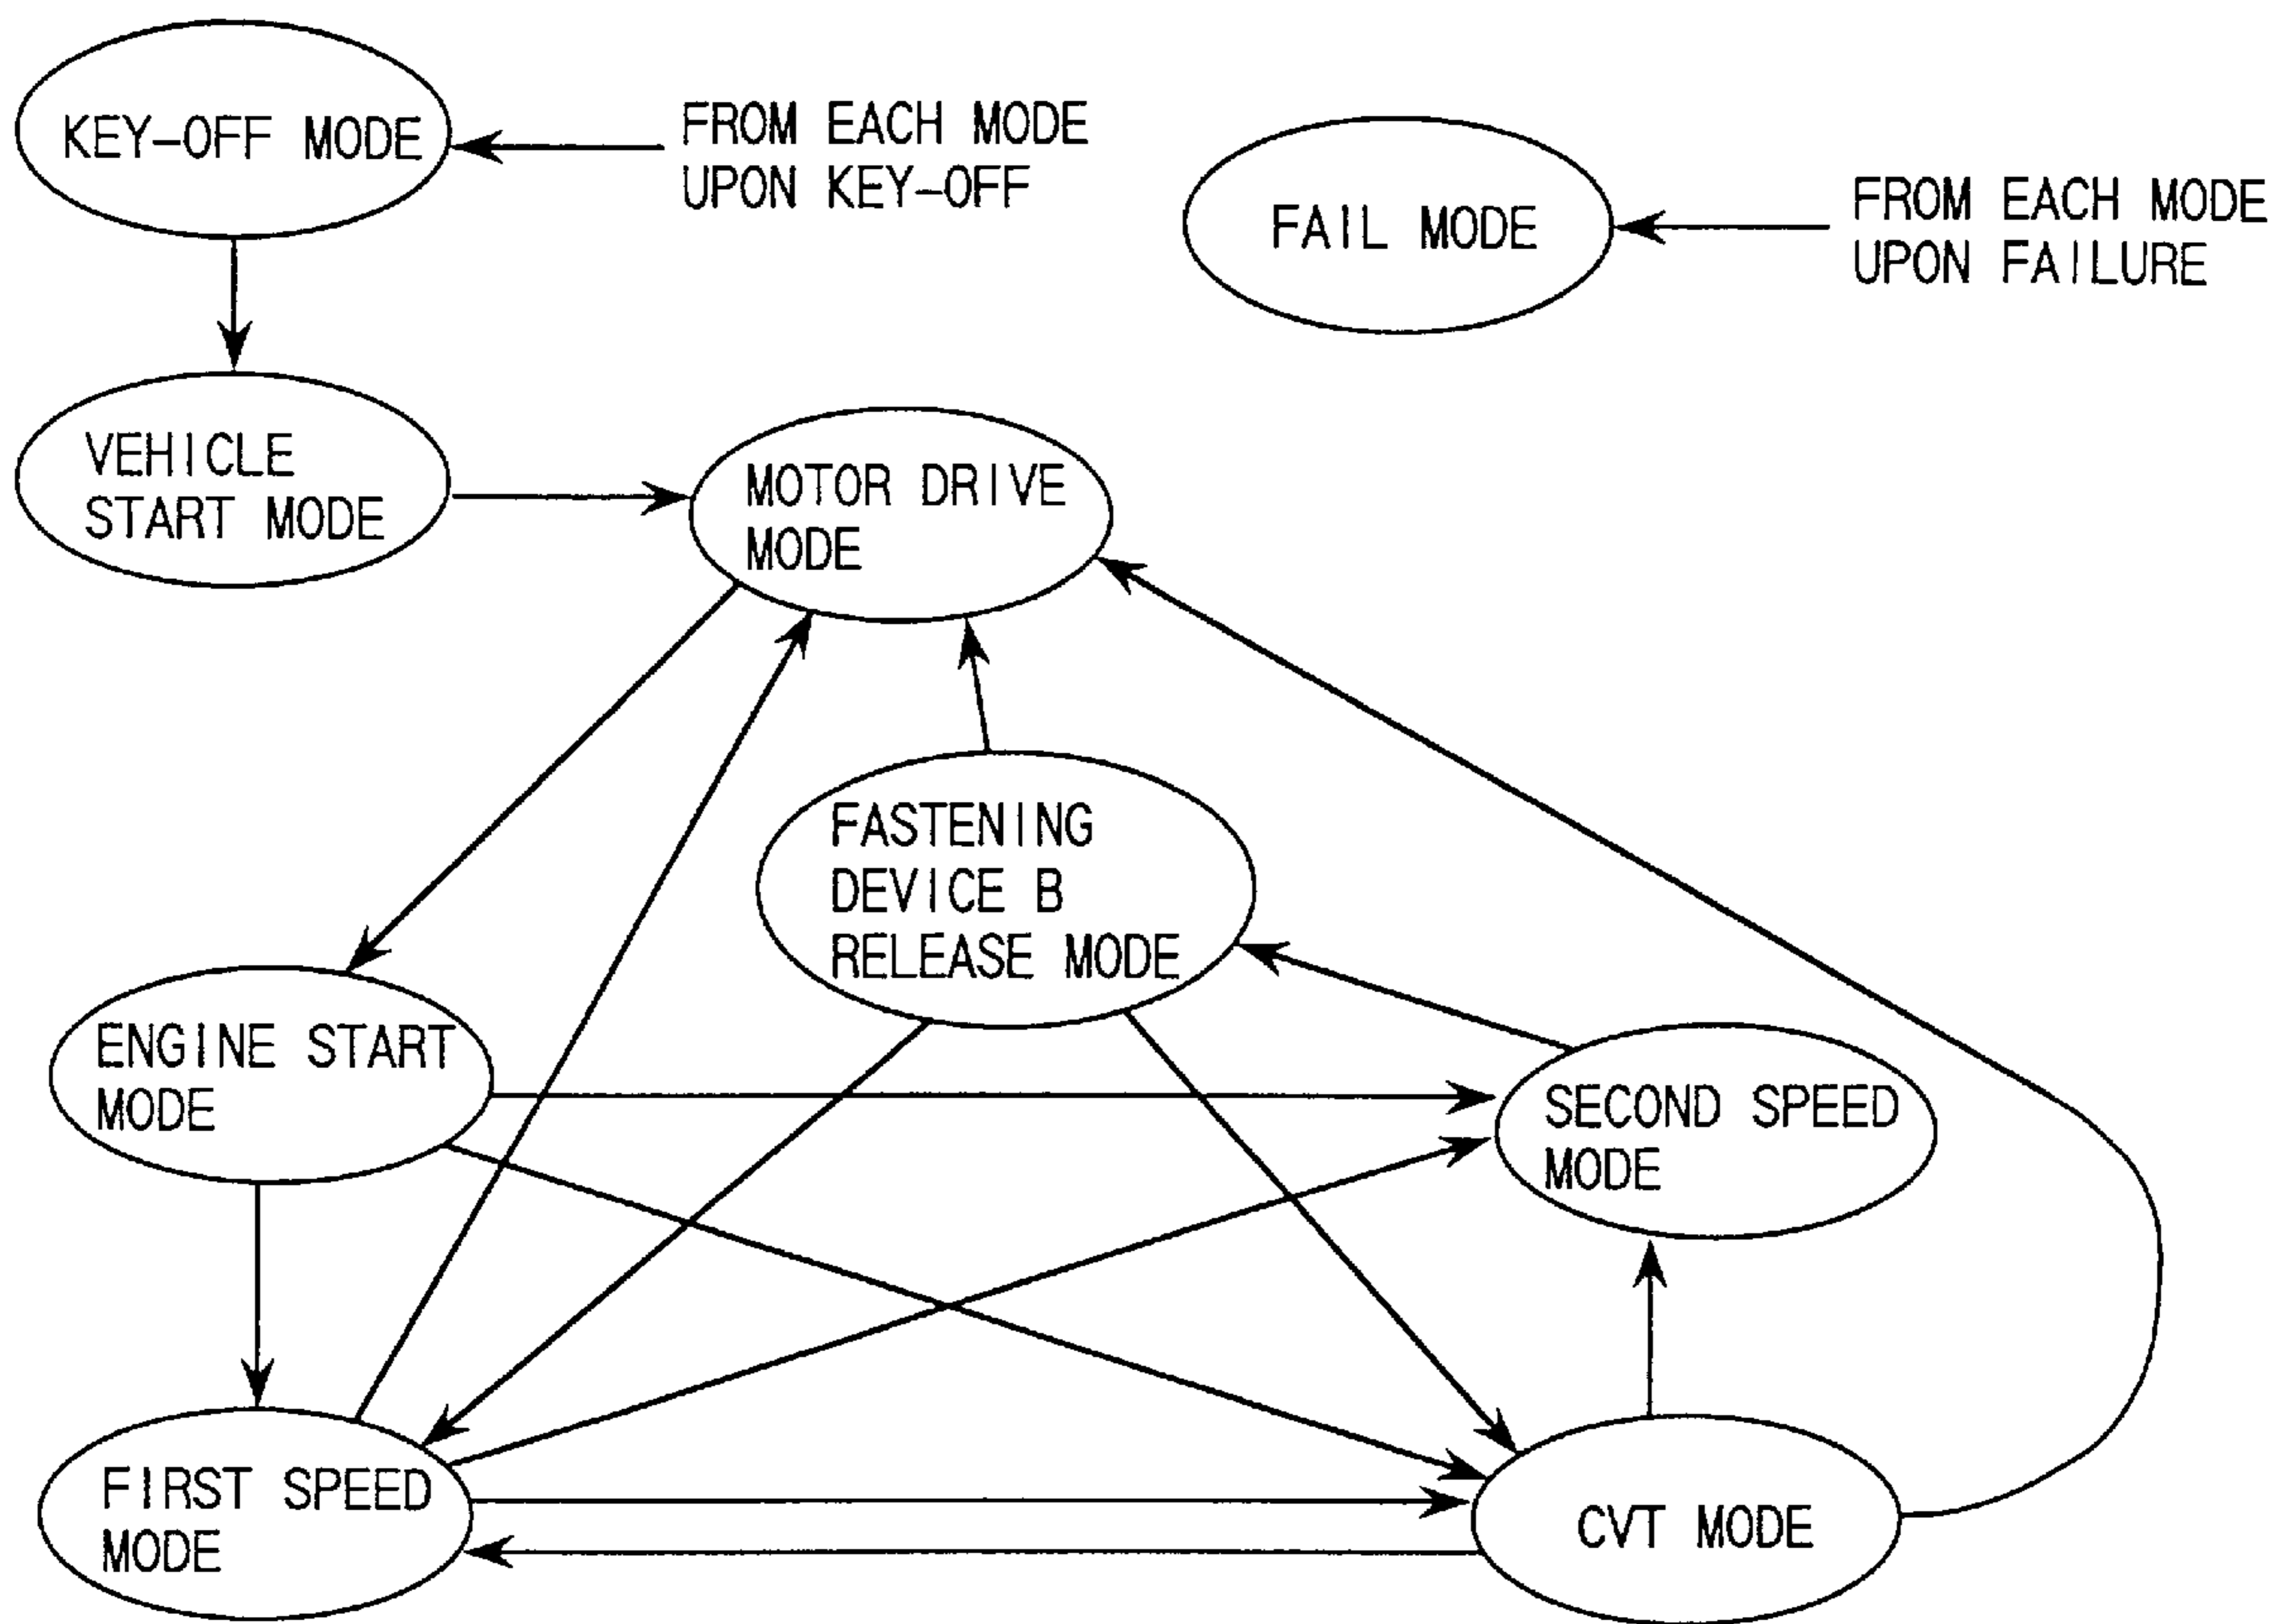 KEY-OFF MODE
FROM EACH MODE
UPON KEY-OFF
FAIL MODE
FROM EACH MODE
UPON FAILURE
VEHICLE
START MODE
MOTOR DRIVE
MODE
FASTENING
DEVICE B
RELEASE MODE
ENGINE START
MODE
SECOND SPEED
MODE
FIRST SPEED
MODE
CVT MODE